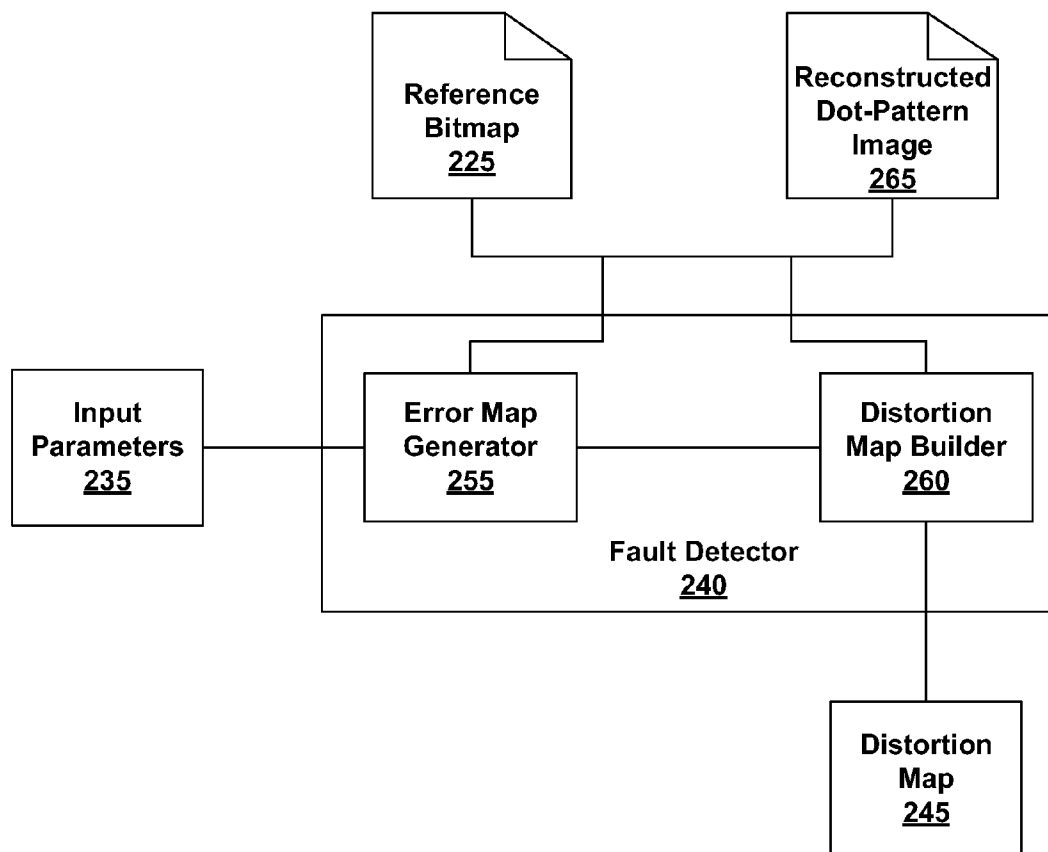 Reference
Bitmap
225
Reconstructed
Dot-Pattern
Image
265
Input
Parameters
235
Error Map
Generator
255
Distortion
Map Builder
260
Fault Detector
240
Distortion
Map
245